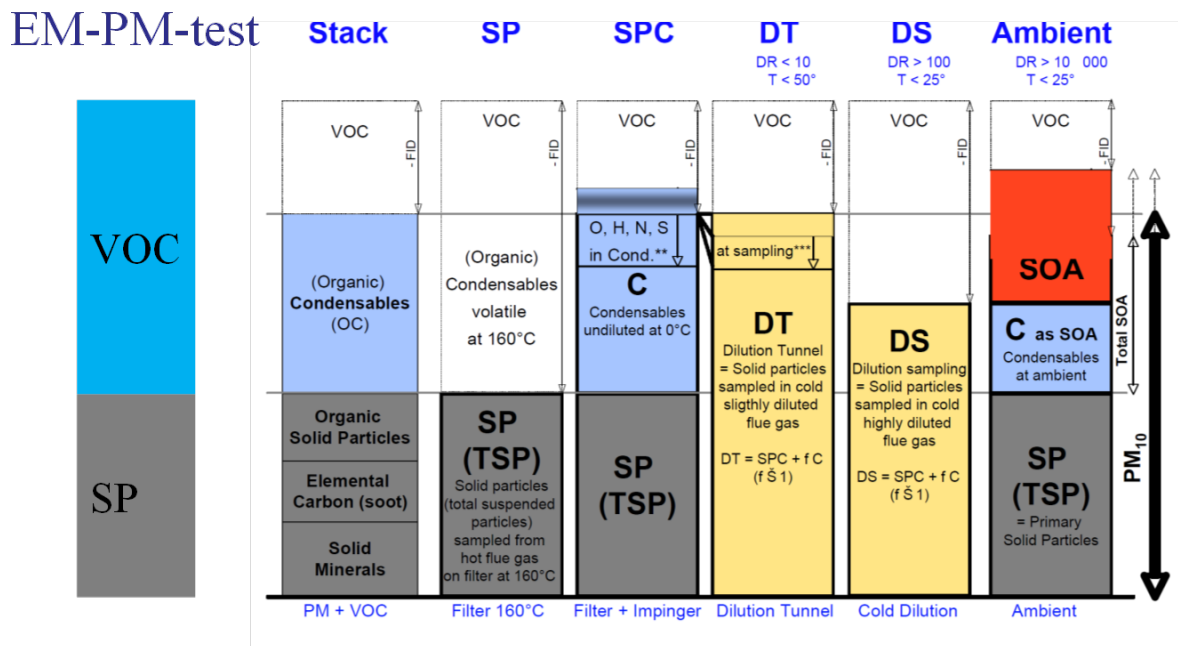 EM-PM-test
VOC
SP
Stack
VOC
- FID
(Organic)
Condensables
(OC)
Organic
Solid Particles
Elemental
Carbon (soot)
Solid
Minerals
PM + VOC
SP
VOC
- FID
(Organic)
Condensables
volatile
at 160°C
SP
(TSP)
Solid particles
(total suspended
particles)
sampled from
hot flue gas
on filter at 160°C
Filter 160°C
SPC
VOC
- FID
O, H, N, S
in Cond.**
C
Condensables
undiluted at 0°C
SP
(TSP)
Filter + Impinger
DT
DR < 10
T < 50°
VOC
- FID
at sampling***
DT
Dilution Tunnel
= Solid particles
sampled in cold
sligthly diluted
flue gas
DT = SPC + f C
(f Š 1)
Dilution Tunnel
DS
DR > 100
T < 25°
VOC
- FID
DS
Dilution sampling
= Solid particles
sampled in cold
highly diluted
flue gas
DS = SPC + f C
(f Š 1)
Cold Dilution
Ambient
DR > 10 000
T < 25°
VOC
- FID
SOA
C as SOA
Condensables
at ambient
SP
(TSP)
= Primary
Solid Particles
Ambient
Total SOA
PM10